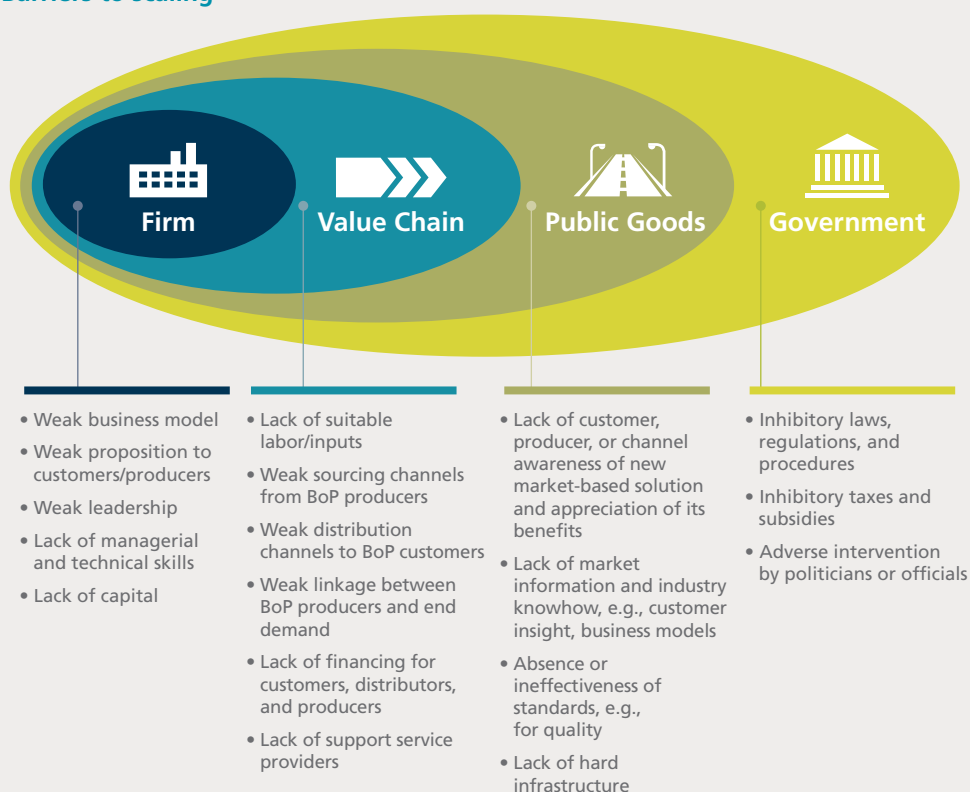 Barriers to scaling
Firm
Value Chain
Public Goods
Government
• Weak business model
• Weak proposition to
customers/producers
• Weak leadership
• Lack of managerial
and technical skills
• Lack of capital
• Lack of suitable
labor/inputs
• Weak sourcing channels
from BoP producers
• Weak distribution
channels to BoP customers
• Weak linkage between
BoP producers and end
demand
• Lack of financing for
customers, distributors,
and producers
• Lack of support service
providers
• Lack of customer,
producer, or channel
awareness of new
market-based solution
and appreciation of its
benefits
• Lack of market
information and industry
knowhow, e.g., customer
insight, business models
• Absence or
ineffectiveness of
standards, e.g.,
for quality
• Lack of hard
infrastructure
• Inhibitory laws,
regulations, and
procedures
• Inhibitory taxes and
subsidies
• Adverse intervention
by politicians or officials